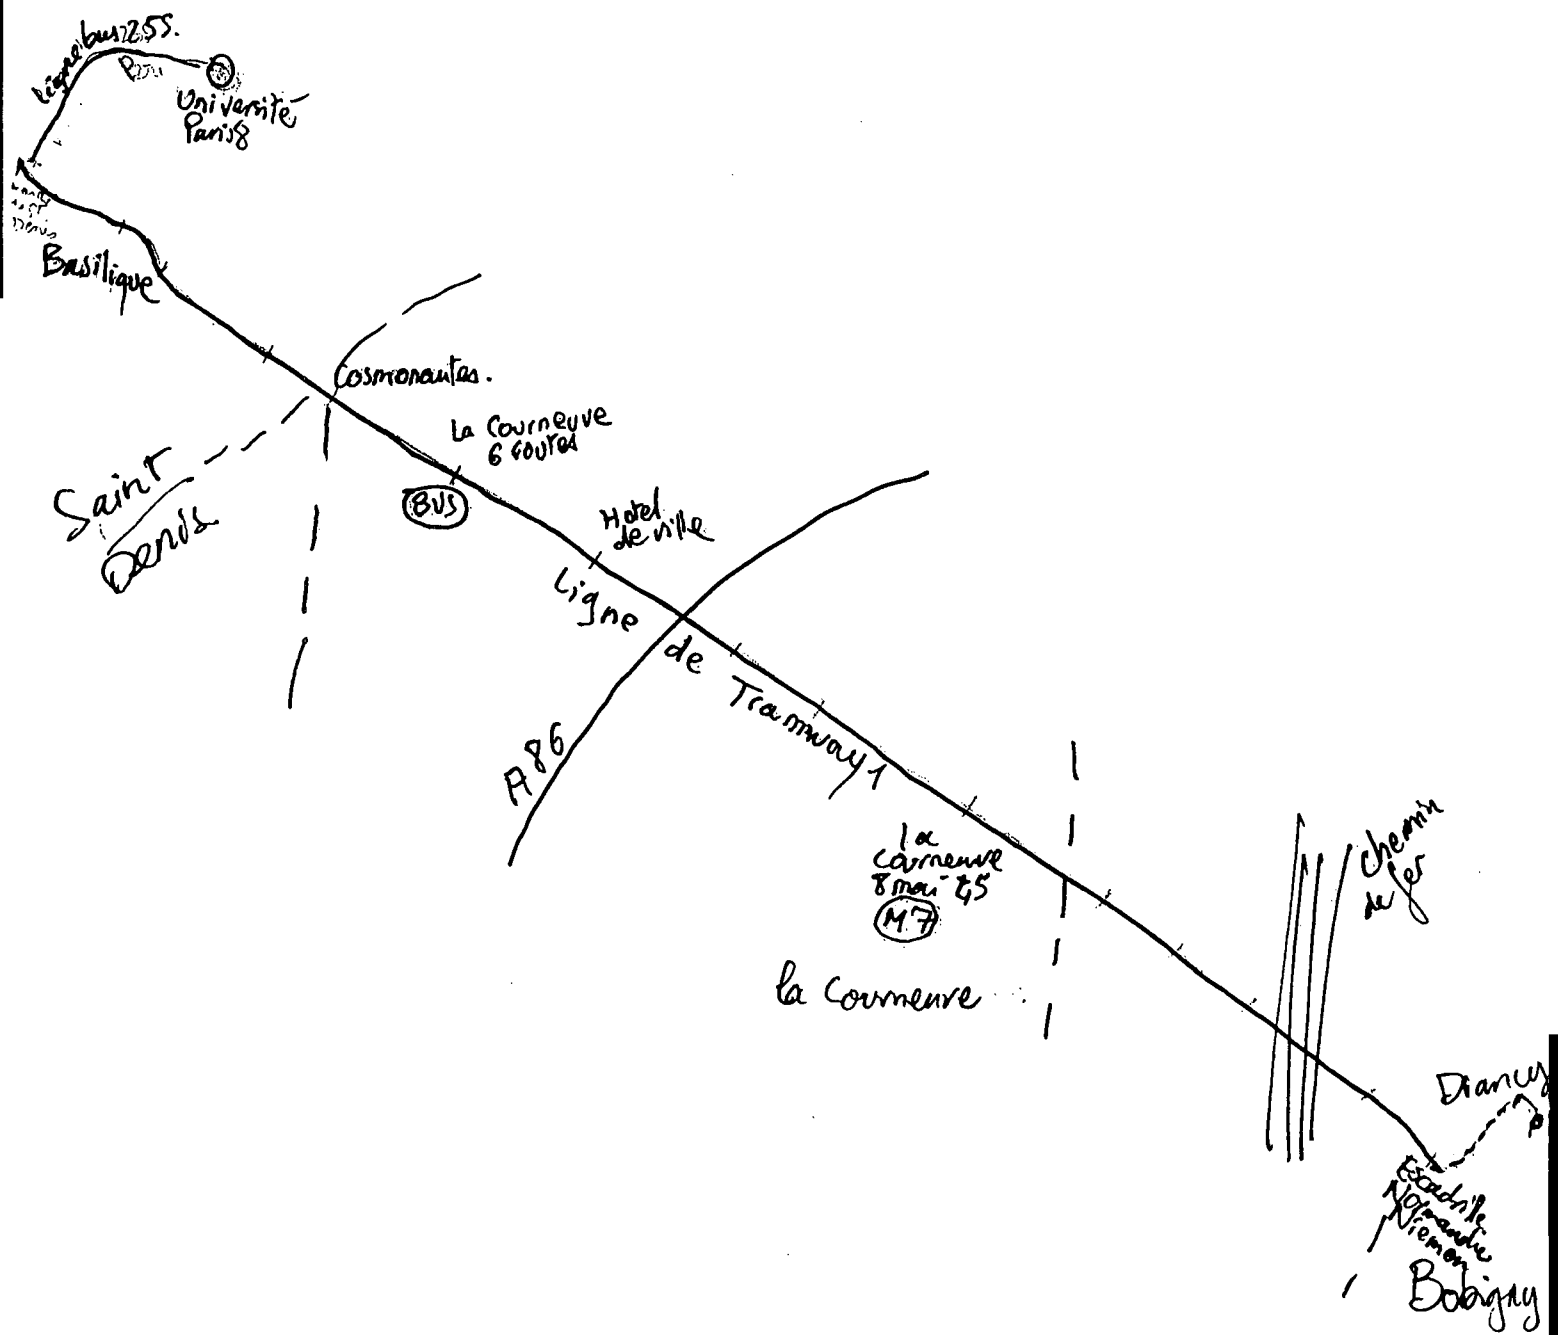 ligne bus 255.
Université
Paris 8
Basilique
Cosmonautes.
La Courneuve
6 routes
BUS
Saint
Denis
Hotel
de ville
Ligne de Tramway 1
A86
la
Courneuve
8 mai 45
M7
la Courneuve
chemin
de fer
Drancy
Escadrille
Normandie
Niemen
Bobigny